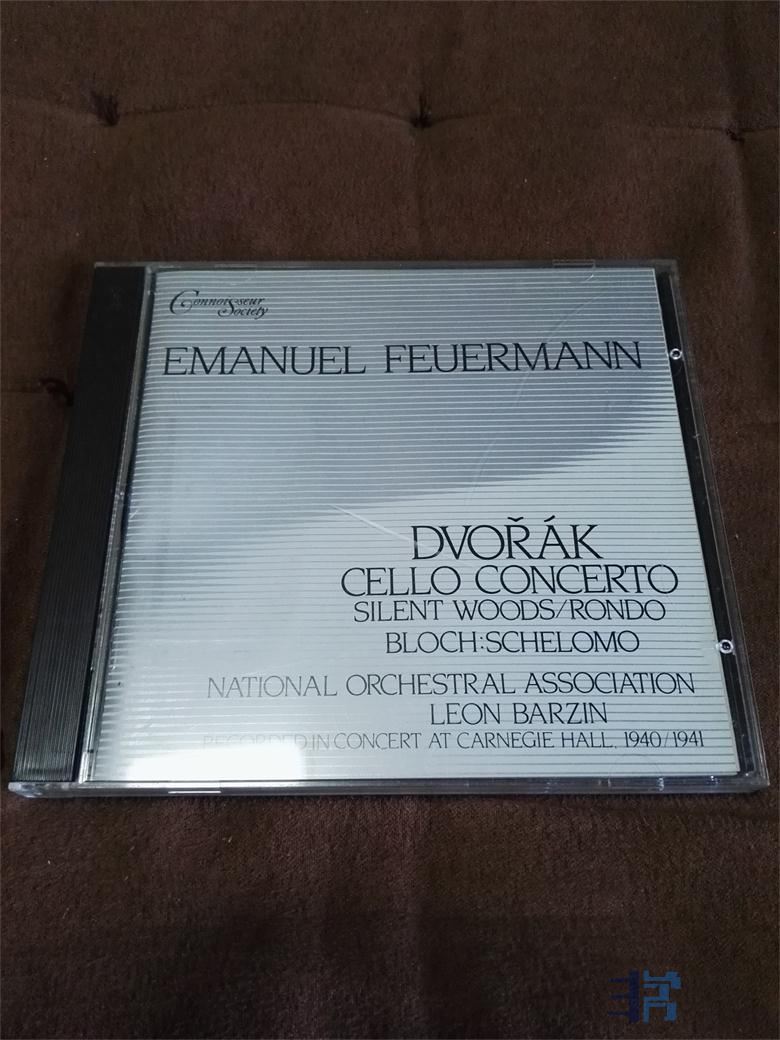 Connoisseur
Society
EMANUEL FEUERMANN
DVOŘÁK
CELLO CONCERTO
SILENT WOODS/RONDO
BLOCH:SCHELOMO
NATIONAL ORCHESTRAL ASSOCIATION
LEON BARZIN
RECORDED IN CONCERT AT CARNEGIE HALL, 1940/1941